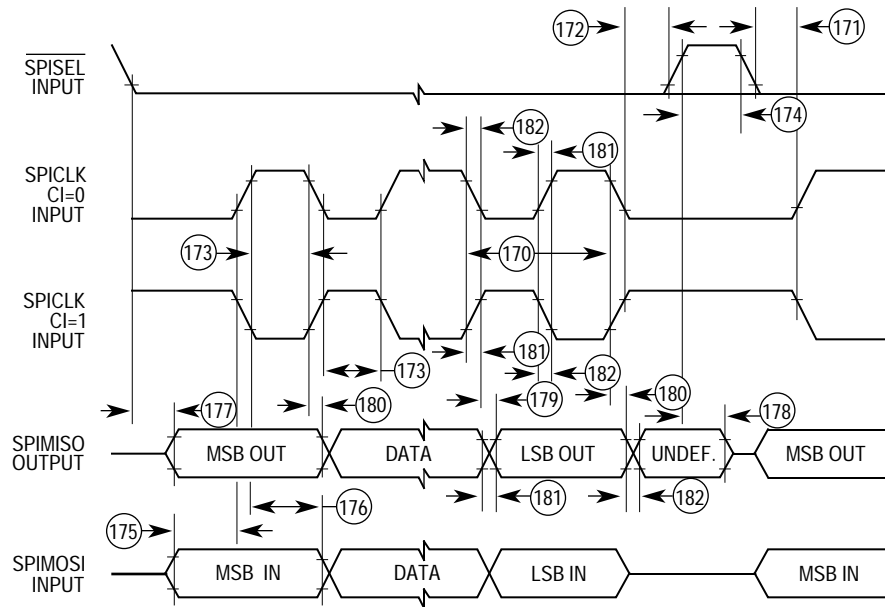 172
171
SPISEL
INPUT
174
182
181
SPICLK
CI=0
INPUT
173
170
SPICLK
CI=1
INPUT
181
173
182
177
180
179
180
178
SPIMISO
OUTPUT
MSB OUT
DATA
LSB OUT
UNDEF.
MSB OUT
181
182
176
175
SPIMOSI
INPUT
MSB IN
DATA
LSB IN
MSB IN